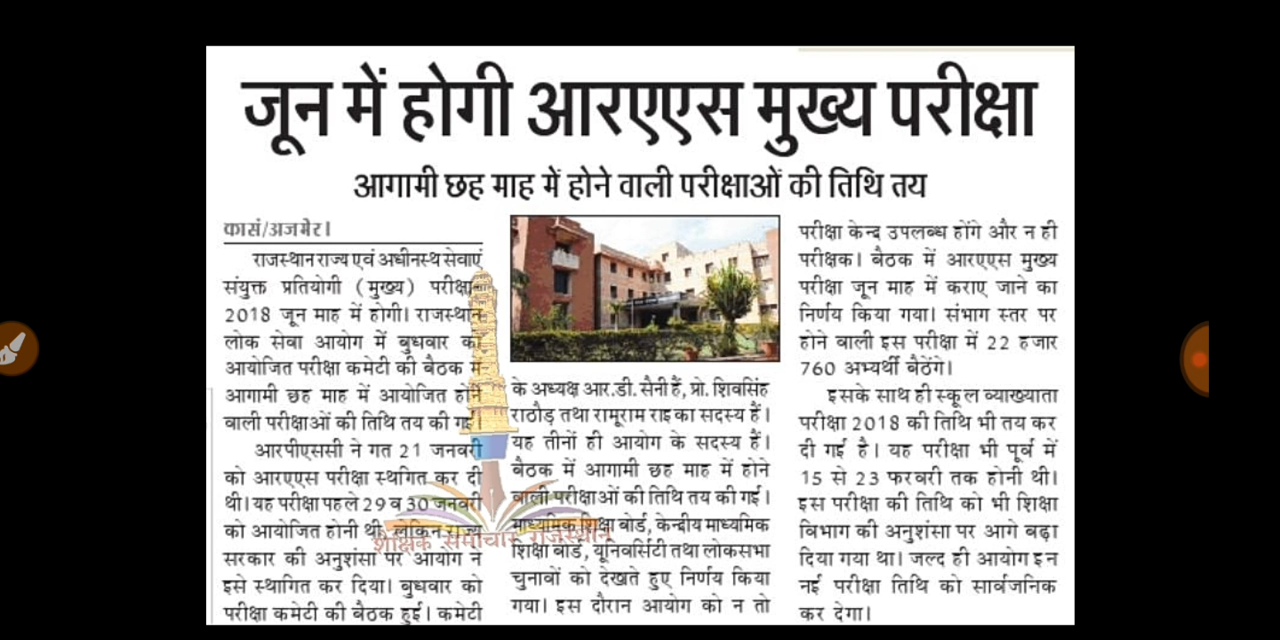 जून में होगी आरएएस मुख्य परीक्षा
आगामी छह माह में होने वाली परीक्षाओं की तिथि तय
कासं/अजमेर।
राजस्थान राज्य एवं अधीनस्थ सेवाएं
संयुक्त प्रतियोगी (मुख्य) परीक्षा
2018 जून माह में होगी। राजस्थान
लोक सेवा आयोग में बुधवार को
आयोजित परीक्षा कमेटी की बैठक में
आगामी छह माह में आयोजित होने
वाली परीक्षाओं की तिथि तय की गई।
आरपीएससी ने गत 21 जनवरी
को आरएएस परीक्षा स्थगित कर दी
थी। यह परीक्षा पहले 29 व 30 जनवरी
को आयोजित होनी थी, लेकिन राज्य
सरकार की अनुशंसा पर आयोग ने
इसे स्थगित कर दिया। बुधवार को
परीक्षा कमेटी की बैठक हुई। कमेटी
के अध्यक्ष आर.डी. सैनी हैं, प्रो. शिवसिंह
राठौड़ तथा रामूराम राइका सदस्य हैं।
यह तीनों ही आयोग के सदस्य हैं।
बैठक में आगामी छह माह में होने
वाली परीक्षाओं की तिथि तय की गई।
माध्यमिक शिक्षा बोर्ड, केन्द्रीय माध्यमिक
शिक्षा बोर्ड, यूनिवर्सिटी तथा लोकसभा
चुनावों को देखते हुए निर्णय किया
गया। इस दौरान आयोग को न तो
परीक्षा केन्द्र उपलब्ध होंगे और न ही
परीक्षक। बैठक में आरएएस मुख्य
परीक्षा जून माह में कराए जाने का
निर्णय किया गया। संभाग स्तर पर
होने वाली इस परीक्षा में 22 हजार
760 अभ्यर्थी बैठेंगे।
इसके साथ ही स्कूल व्याख्याता
परीक्षा 2018 की तिथि भी तय कर
दी गई है। यह परीक्षा भी पूर्व में
15 से 23 फरवरी तक होनी थी।
इस परीक्षा की तिथि को भी शिक्षा
विभाग की अनुशंसा पर आगे बढ़ा
दिया गया था। जल्द ही आयोग इन
नई परीक्षा तिथि को सार्वजनिक
कर देगा।
शैक्षिक समाचार राजस्थान